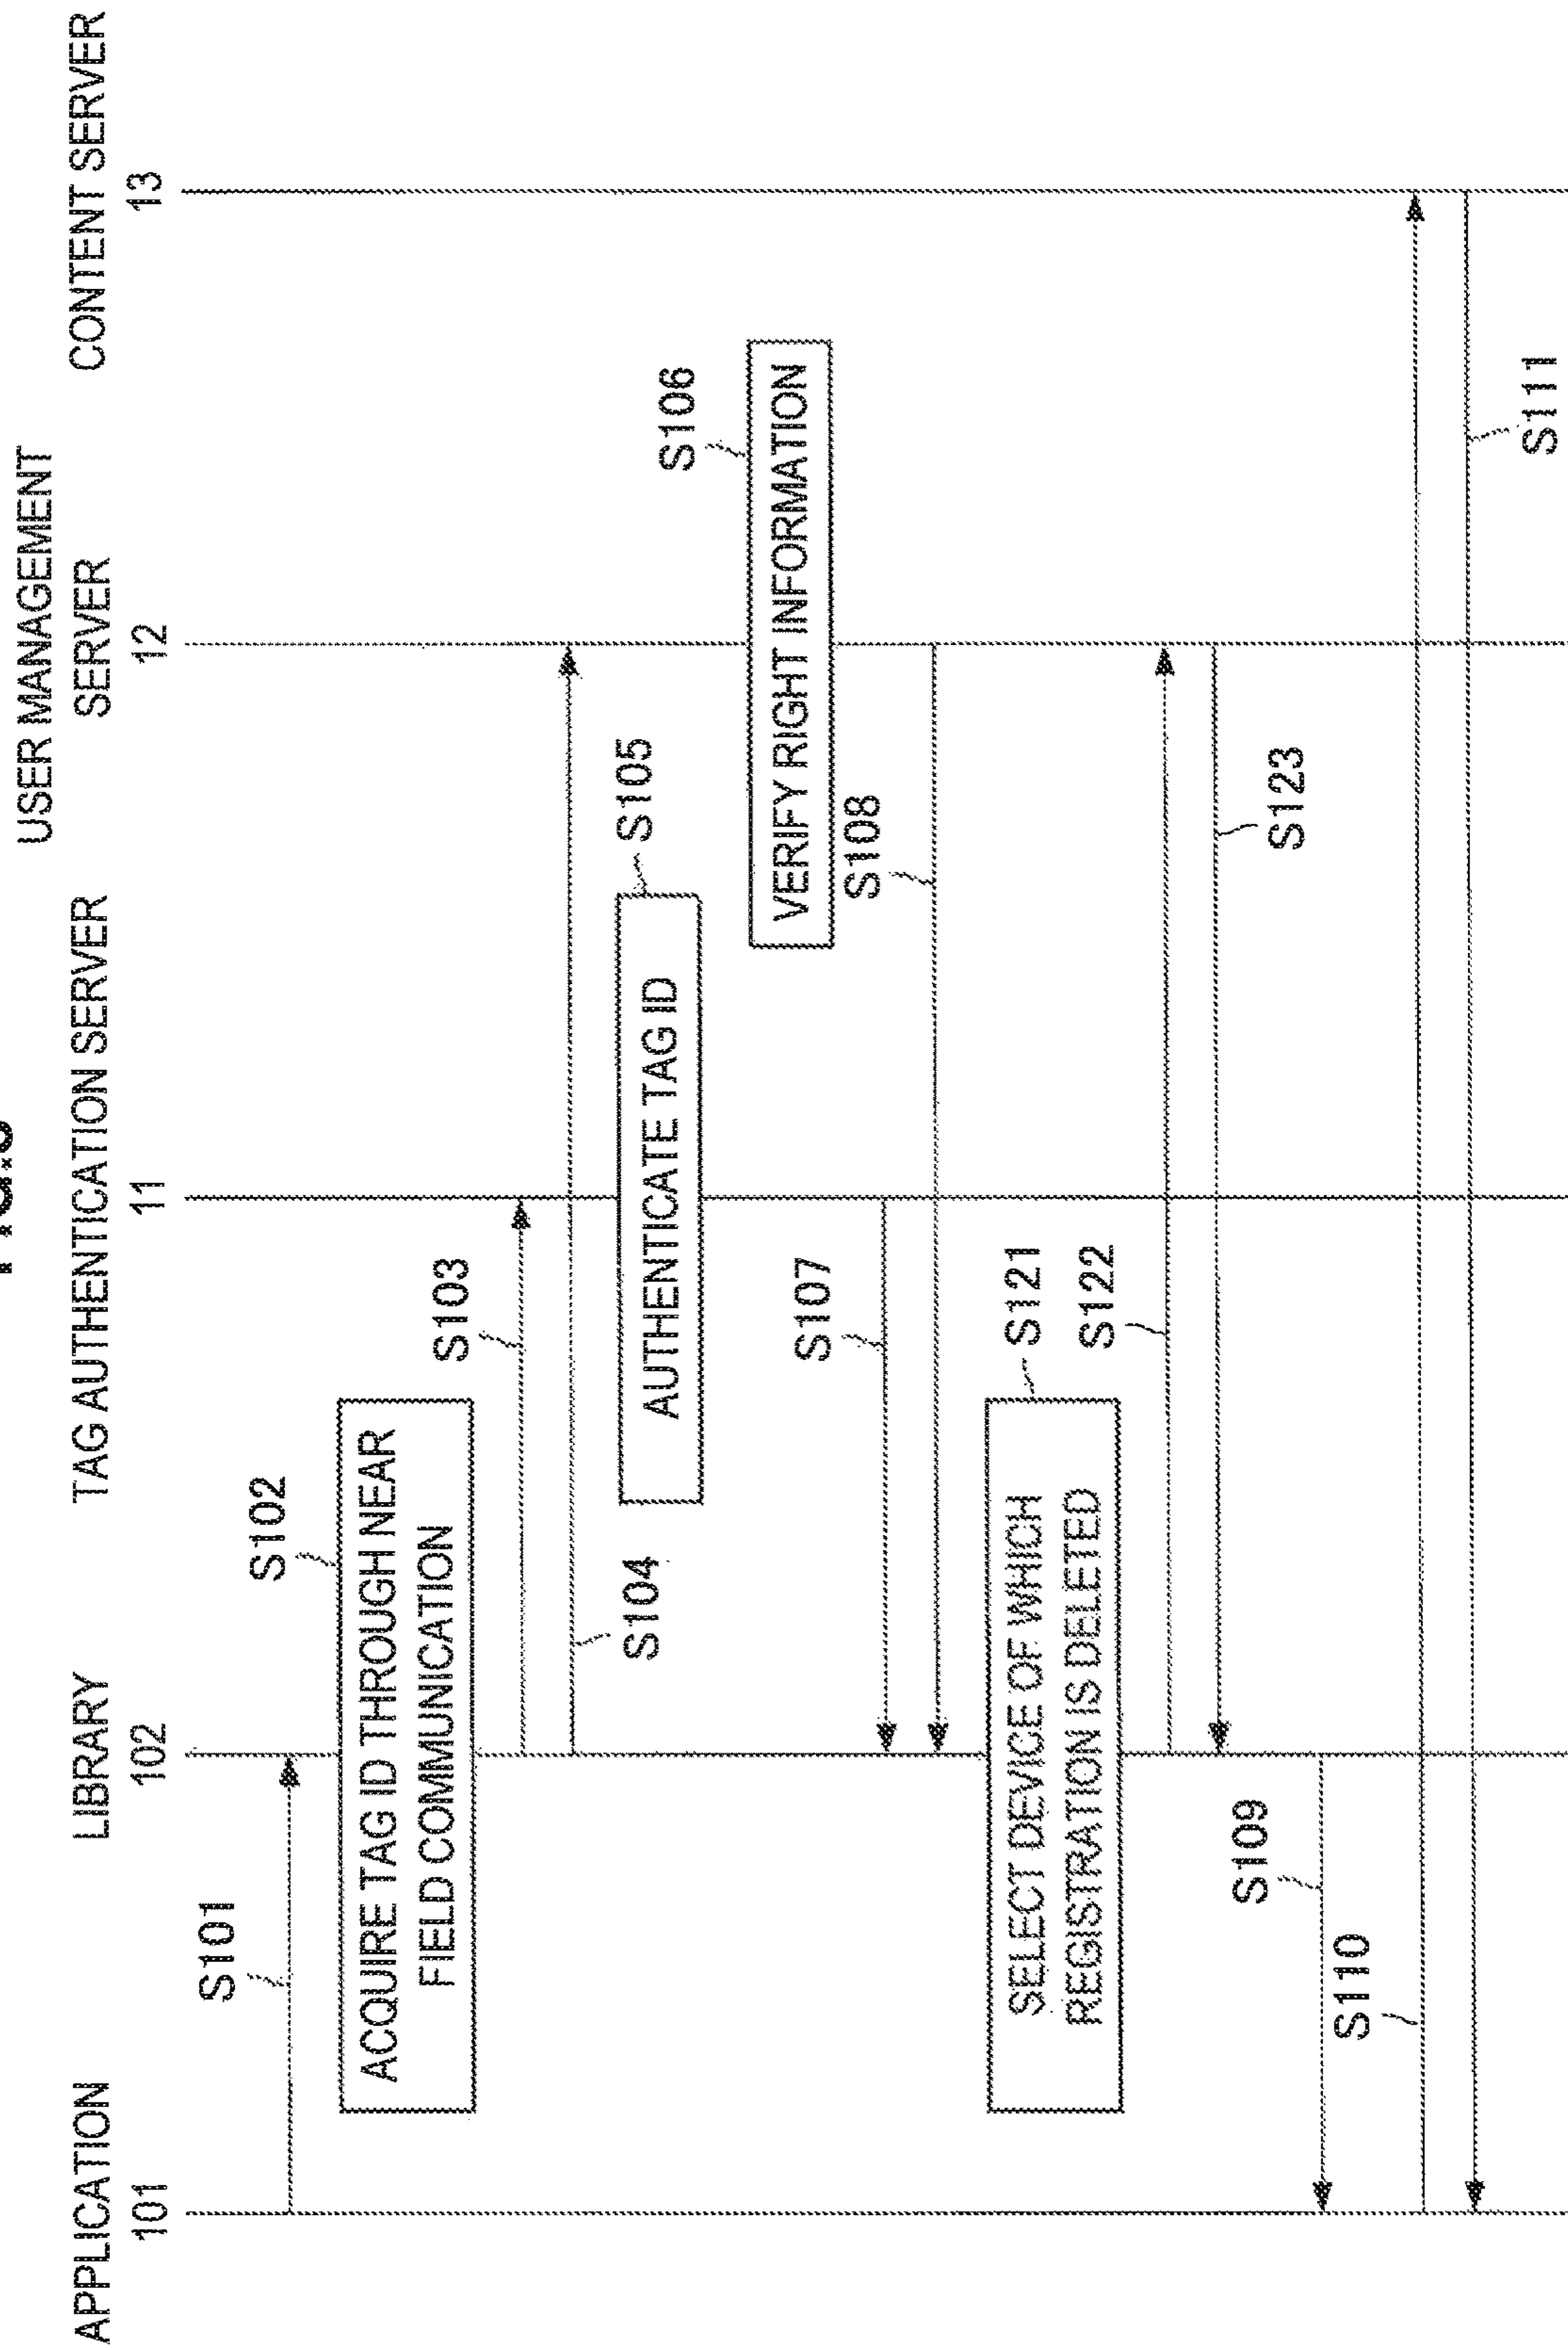 APPLICATION
101
LIBRARY
102
TAG AUTHENTICATION SERVER
11
USER MANAGEMENT
SERVER
12
CONTENT SERVER
13
S101
S102
ACQUIRE TAG ID THROUGH NEAR
FIELD COMMUNICATION
S103
S104
S105
AUTHENTICATE TAG ID
S106
VERIFY RIGHT INFORMATION
S107
S108
S121
SELECT DEVICE OF WHICH
REGISTRATION IS DELETED
S122
S123
S109
S110
S111